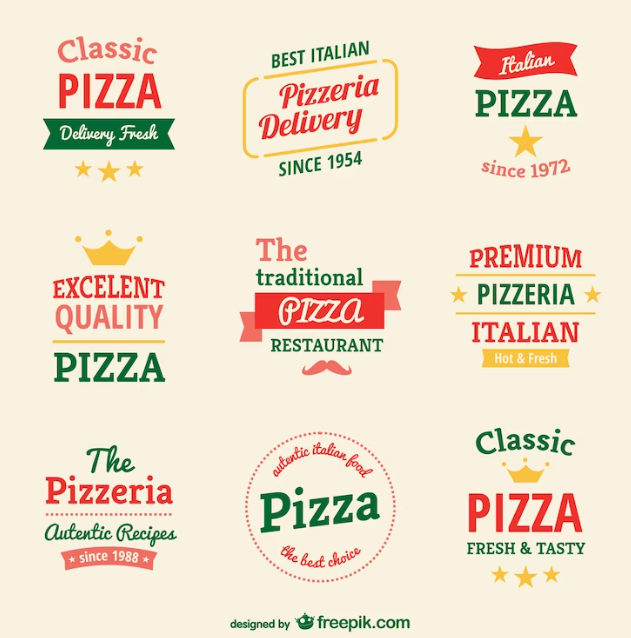 Classic
PIZZA
Delivery Fresh
BEST ITALIAN
Pizzeria
Delivery
SINCE 1954
Italian
PIZZA
since 1972
EXCELENT
QUALITY
PIZZA
The
traditional
PIZZA
RESTAURANT
PREMIUM
PIZZERIA
ITALIAN
Hot & Fresh
The
Pizzeria
Autentic Recipes
since 1988
autentic italian food
Pizza
the best choice
Classic
PIZZA
FRESH & TASTY
designed by freepik.com